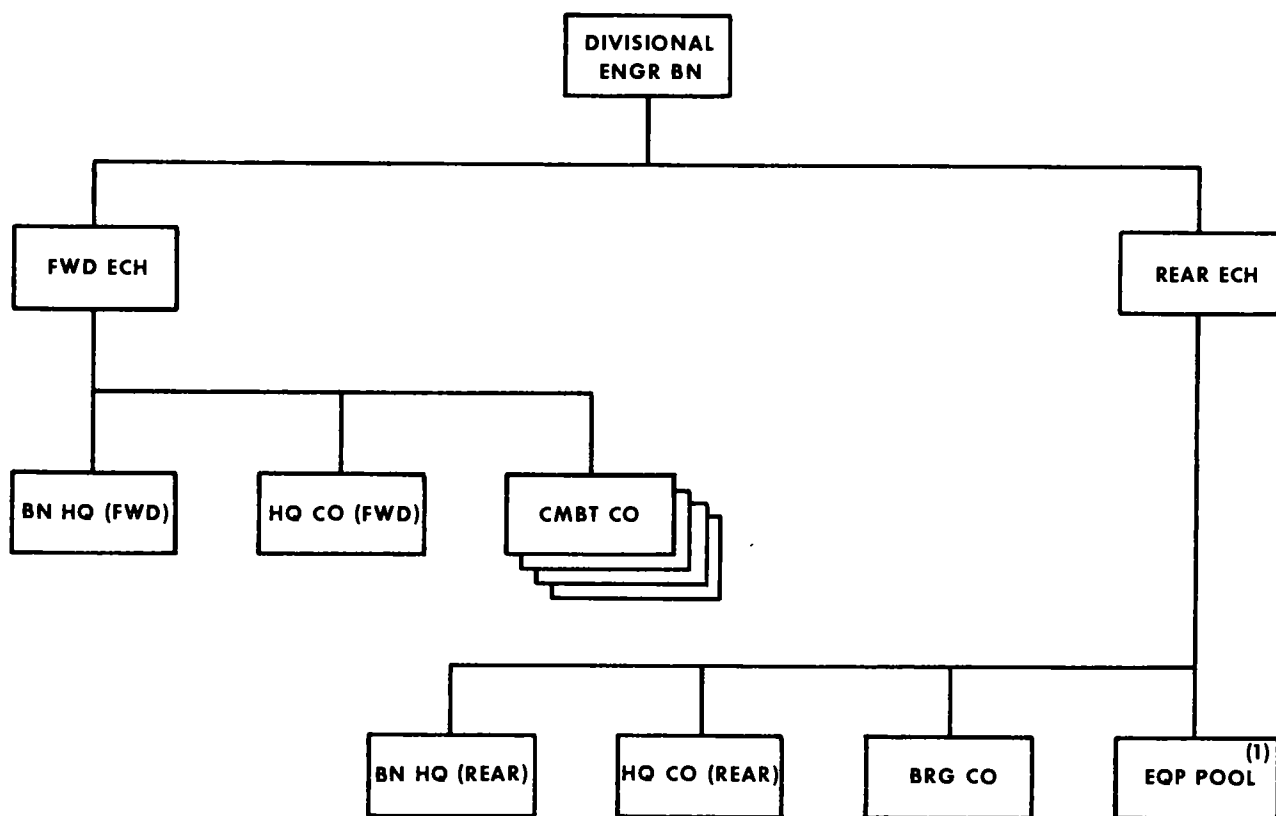 DIVISIONAL
ENGR BN
FWD ECH
REAR ECH
BN HQ (FWD)
HQ CO (FWD)
CMBT CO
BN HQ (REAR)
HQ CO (REAR)
BRG CO
(1)
EQP POOL